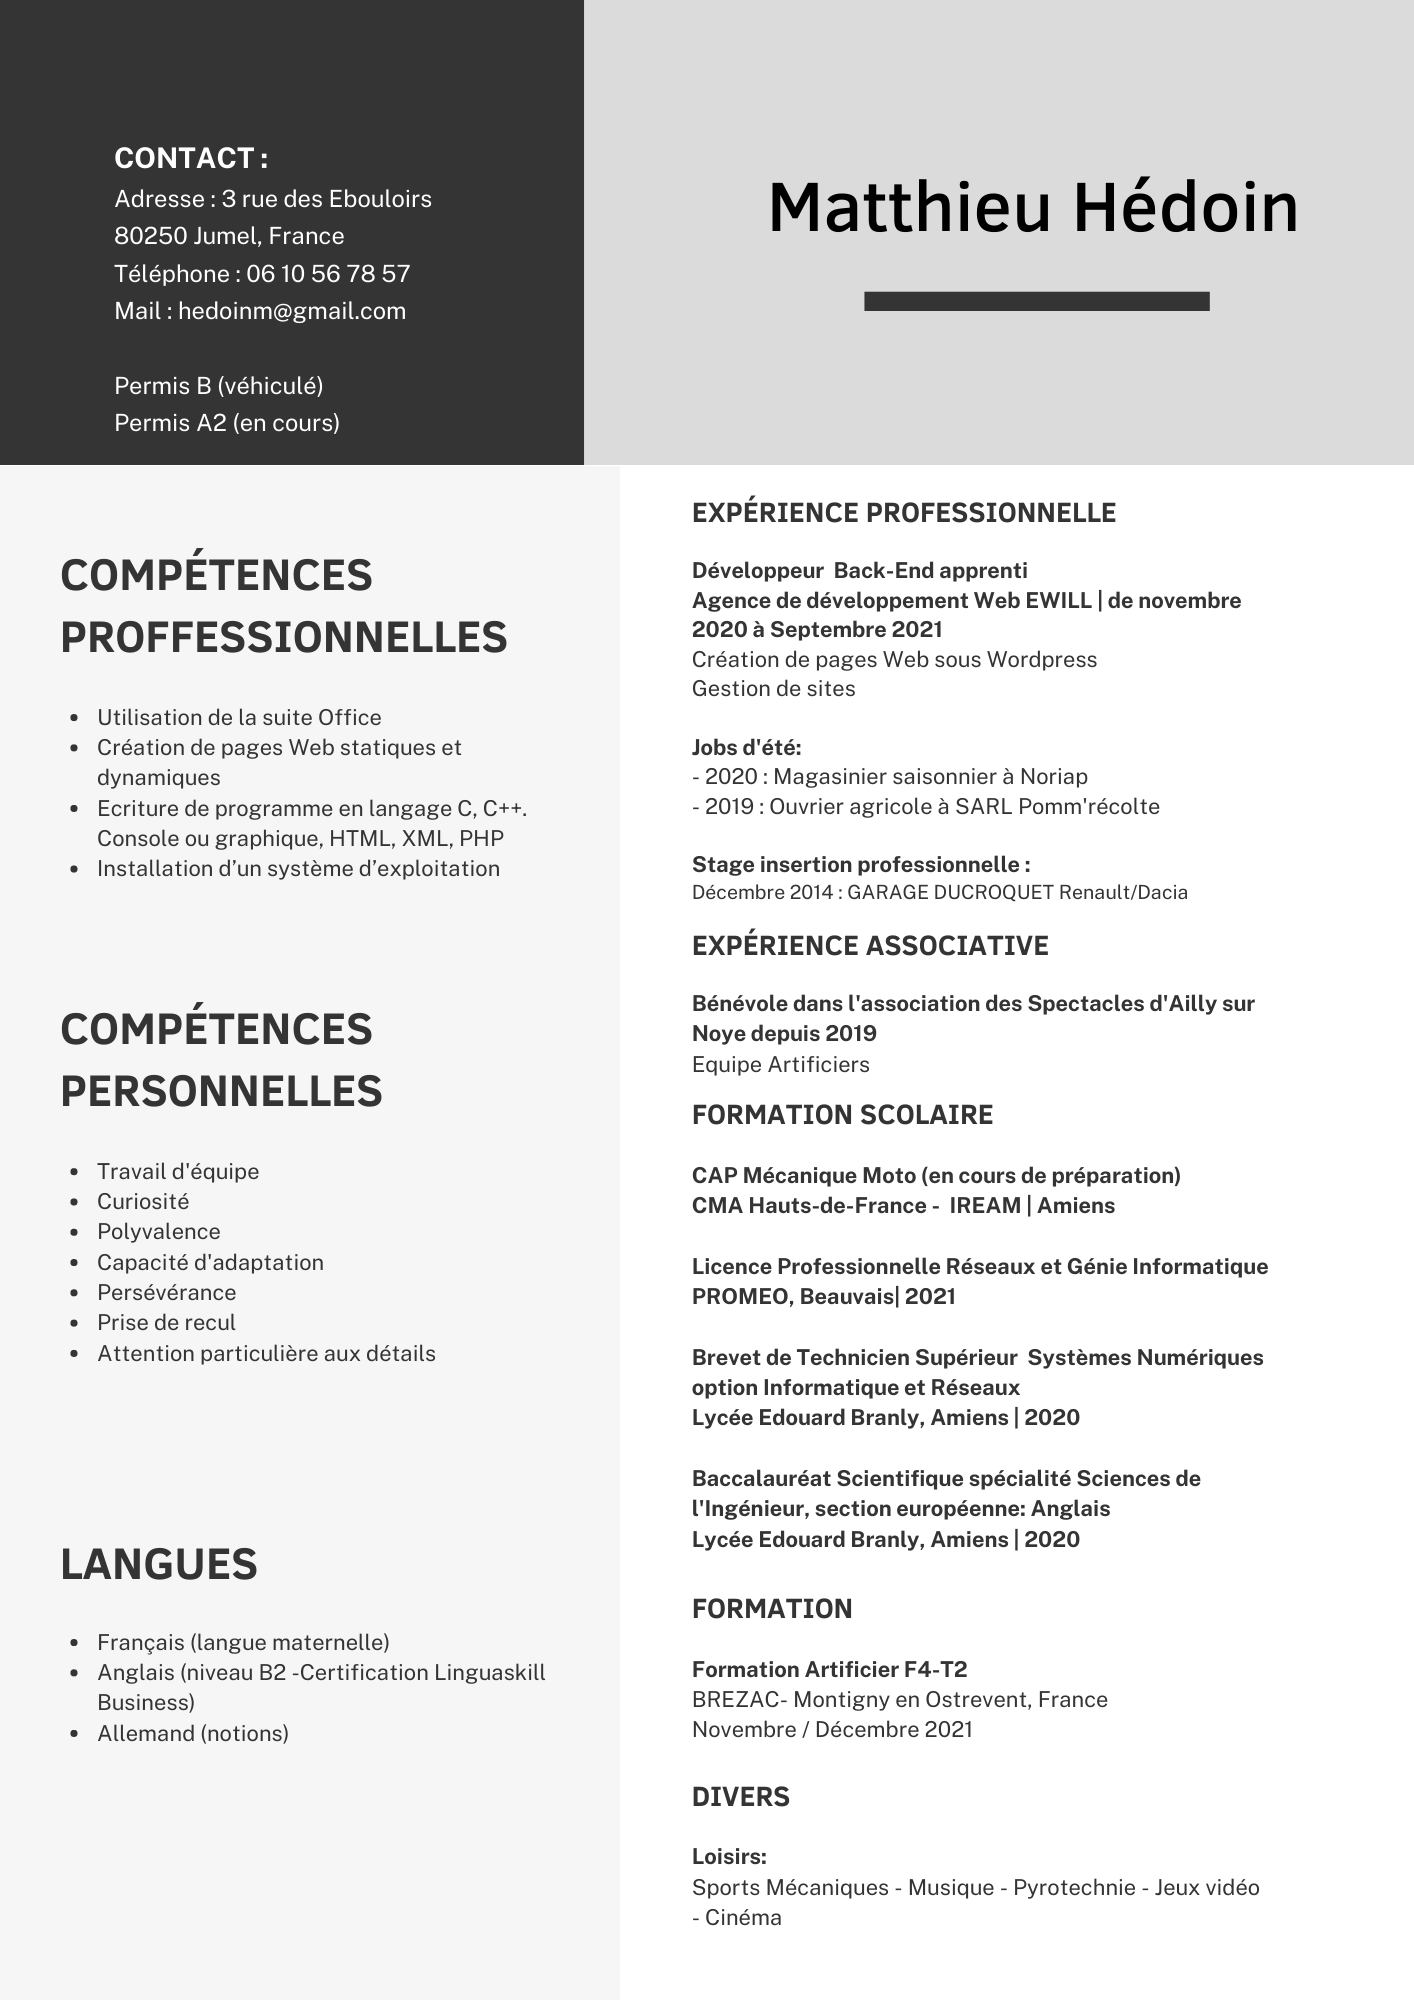 CONTACT :
Adresse : 3 rue des Ebouloirs
80250 Jumel, France
Téléphone : 06 10 56 78 57
Mail : hedoinm@gmail.com
Permis B (véhiculé)
Permis A2 (en cours)
Matthieu Hédoin
COMPÉTENCES
PROFFESSIONNELLES
Utilisation de la suite Office
Création de pages Web statiques et
dynamiques
Ecriture de programme en langage C, C++.
Console ou graphique, HTML, XML, PHP
Installation d’un système d’exploitation
COMPÉTENCES
PERSONNELLES
Travail d'équipe
Curiosité
Polyvalence
Capacité d'adaptation
Persévérance
Prise de recul
Attention particulière aux détails
LANGUES
Français (langue maternelle)
Anglais (niveau B2 -Certification Linguaskill
Business)
Allemand (notions)
EXPÉRIENCE PROFESSIONNELLE
Développeur  Back-End apprenti
Agence de développement Web EWILL | de novembre
2020 à Septembre 2021
Création de pages Web sous Wordpress
Gestion de sites
Jobs d'été:
- 2020 : Magasinier saisonnier à Noriap
- 2019 : Ouvrier agricole à SARL Pomm'récolte
Stage insertion professionnelle :
Décembre 2014 : GARAGE DUCROQUET Renault/Dacia
EXPÉRIENCE ASSOCIATIVE
Bénévole dans l'association des Spectacles d'Ailly sur
Noye depuis 2019
Equipe Artificiers
FORMATION SCOLAIRE
CAP Mécanique Moto (en cours de préparation)
CMA Hauts-de-France -  IREAM | Amiens
Licence Professionnelle Réseaux et Génie Informatique
PROMEO, Beauvais| 2021
Brevet de Technicien Supérieur  Systèmes Numériques
option Informatique et Réseaux
Lycée Edouard Branly, Amiens | 2020
Baccalauréat Scientifique spécialité Sciences de
l'Ingénieur, section européenne: Anglais
Lycée Edouard Branly, Amiens | 2020
FORMATION
Formation Artificier F4-T2
BREZAC- Montigny en Ostrevent, France
Novembre / Décembre 2021
DIVERS
Loisirs:
Sports Mécaniques - Musique - Pyrotechnie - Jeux vidéo
- Cinéma